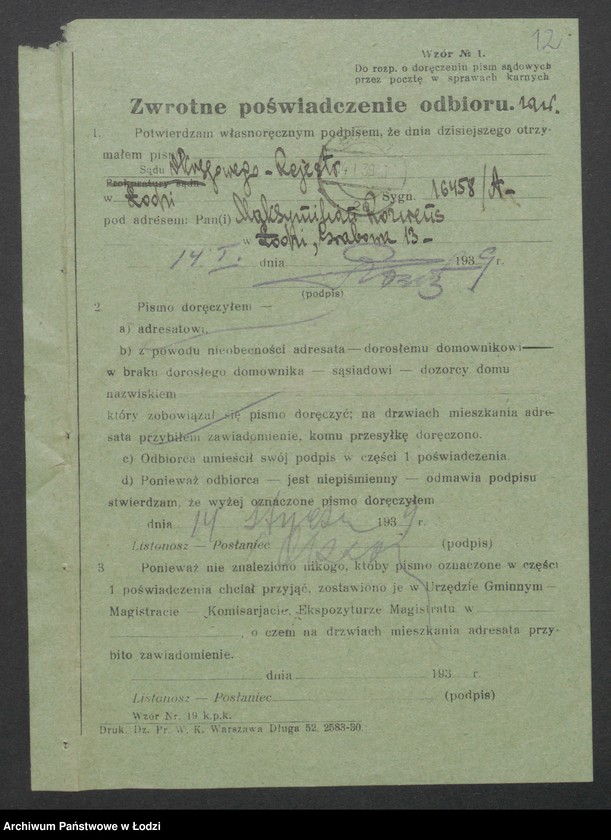 12
Wzór № 1.
Do rozp. o doręczeniu pism sądowych
przez pocztę w sprawach karnych
Zwrotne poświadczenie odbioru.
1. Potwierdzam własnoręcznym podpisem, że dnia dzisiejszego otrzy-
małem pismo
Sądu Okręgowego - Rejestr
Prokuratury sądu
w Łodzi Sygn. 16458/A-
pod adresem: Pan(i) Maksymilian
w Łodzi, Grabowa 13-
14. I. dnia 1939 r.
(podpis)
2. Pismo doręczyłem —
a) adresatowi,
b) z powodu nieobecności adresata — dorosłemu domownikowi
w braku dorosłego domownika — sąsiadowi — dozorcy domu
nazwiskiem
który zobowiązał się pismo doręczyć; na drzwiach mieszkania adre-
sata przybiłem zawiadomienie, komu przesyłkę doręczono.
c) Odbiorca umieścił swój podpis w części 1 poświadczenia.
d) Ponieważ odbiorca — jest niepiśmienny — odmawia podpisu
stwierdzam, że wyżej oznaczone pismo doręczyłem
dnia 14 stycznia 1939 r.
Listonosz — Posłaniec (podpis)
3 Ponieważ nie znaleziono nikogo, któby pismo oznaczone w części
1 poświadczenia chciał przyjąć, zostawiono je w Urzędzie Gminnym —
Magistracie — Komisarjacie, Ekspozyturze Magistratu w
, o czem na drzwiach mieszkania adresata przy-
bito zawiadomienie.
dnia 193 r.
Listonosz — Posłaniec (podpis)
Wzór Nr. 19 k.p.k.
Druk. Dz. Pr. W. K. Warszawa Długa 52. 2583-30.
Archiwum Państwowe w Łodzi